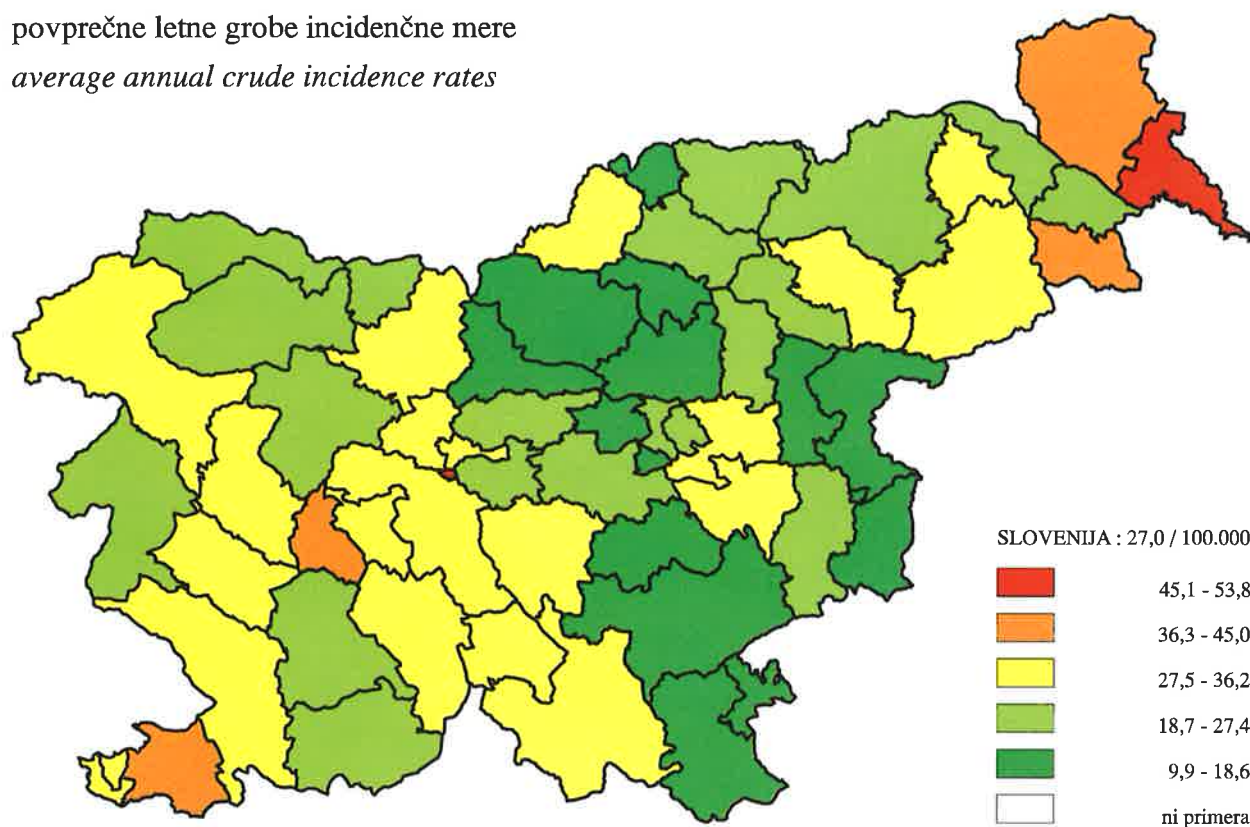 povprečne letne grobe incidenčne mere
average annual crude incidence rates
SLOVENIJA : 27,0 / 100.000
45,1 - 53,8
36,3 - 45,0
27,5 - 36,2
18,7 - 27,4
9,9 - 18,6
ni primera